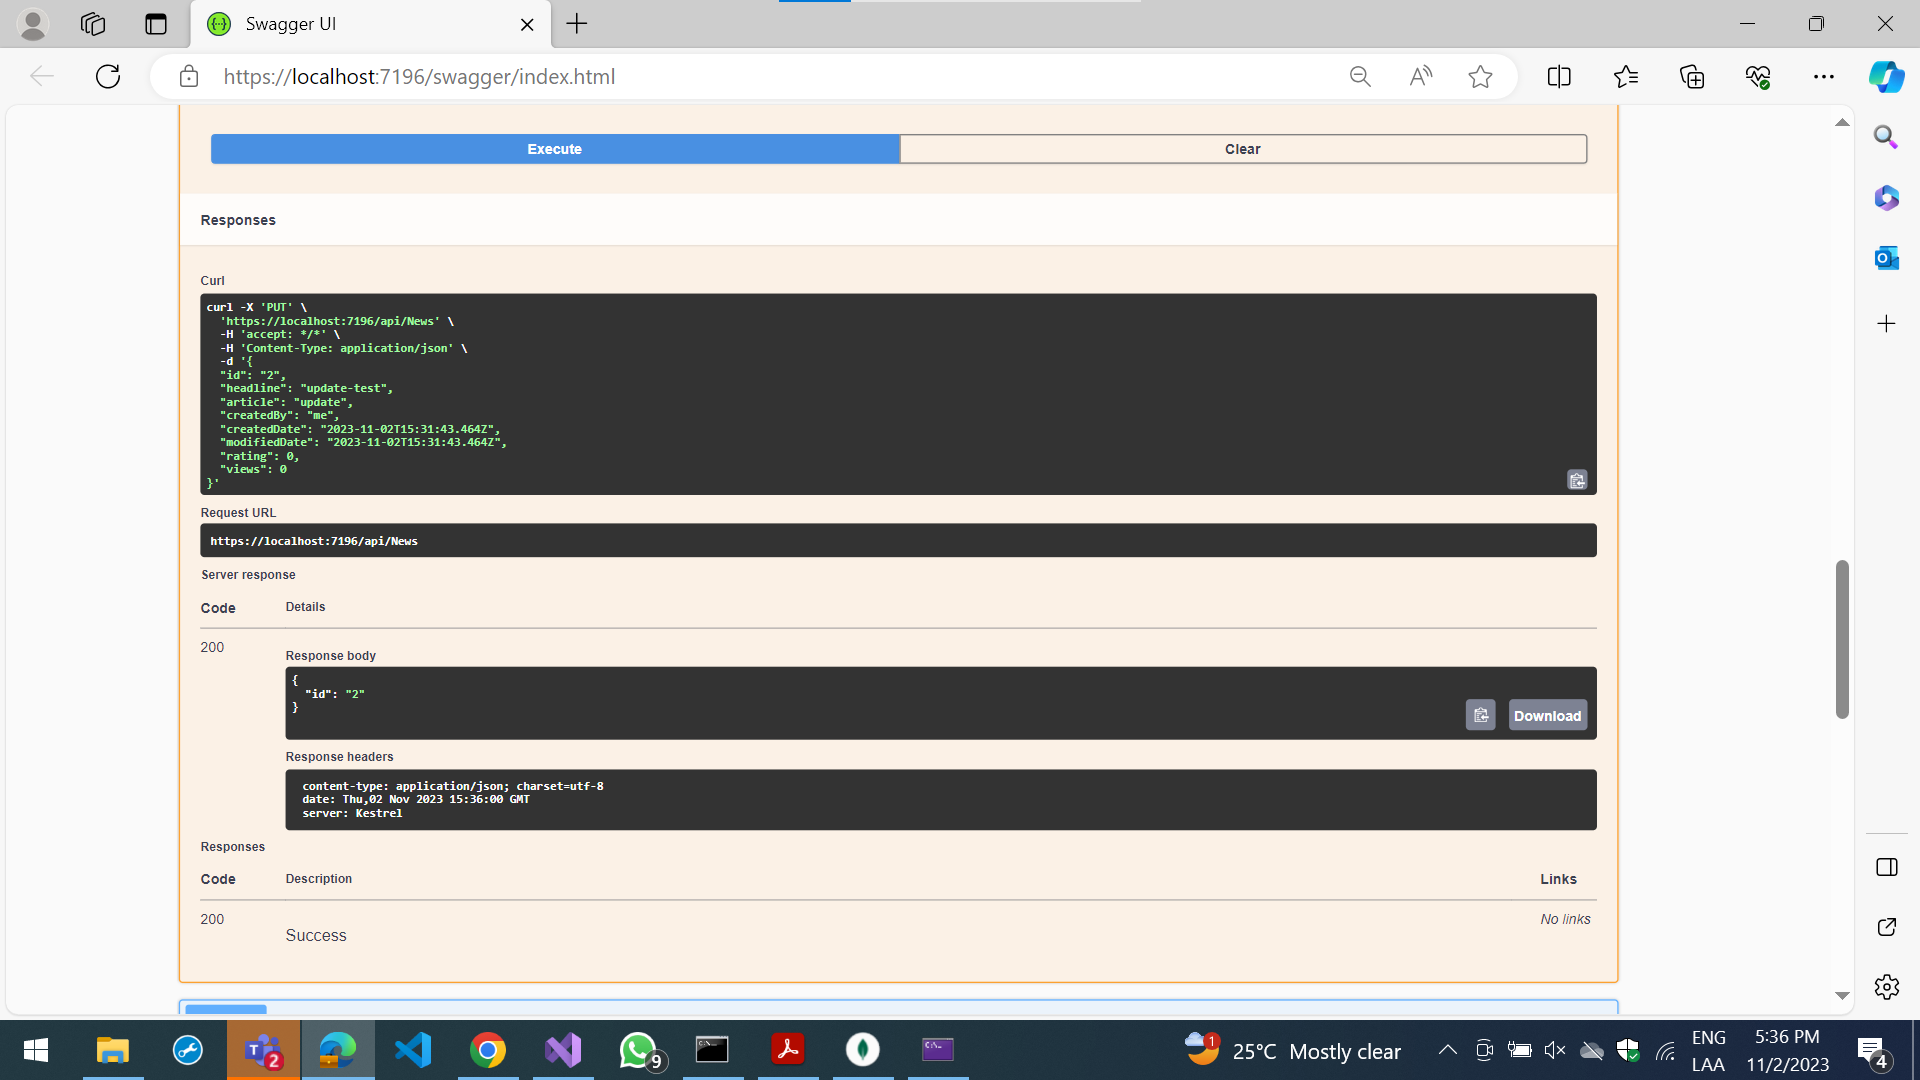 Swagger UI
https://localhost:7196/swagger/index.html
Execute
Clear
Responses
Curl
curl -X 'PUT' \
'https://localhost:7196/api/News' \
-H 'accept: */*' \
-H 'Content-Type: application/json' \
-d '{
"id": "2",
"headline": "update-test",
"article": "update",
"createdBy": "me",
"createdDate": "2023-11-02T15:31:43.464Z",
"modifiedDate": "2023-11-02T15:31:43.464Z",
"rating": 0,
"views": 0
}'
Request URL
https://localhost:7196/api/News
Server response
Code Details
200
Response body
{
"id": "2"
}
Download
Response headers
content-type: application/json; charset=utf-8
date: Thu,02 Nov 2023 15:36:00 GMT
server: Kestrel
Responses
Code Description Links
200
Success
No links
2
9
1
25°C Mostly clear
ENG
LAA
5:36 PM
11/2/2023
4